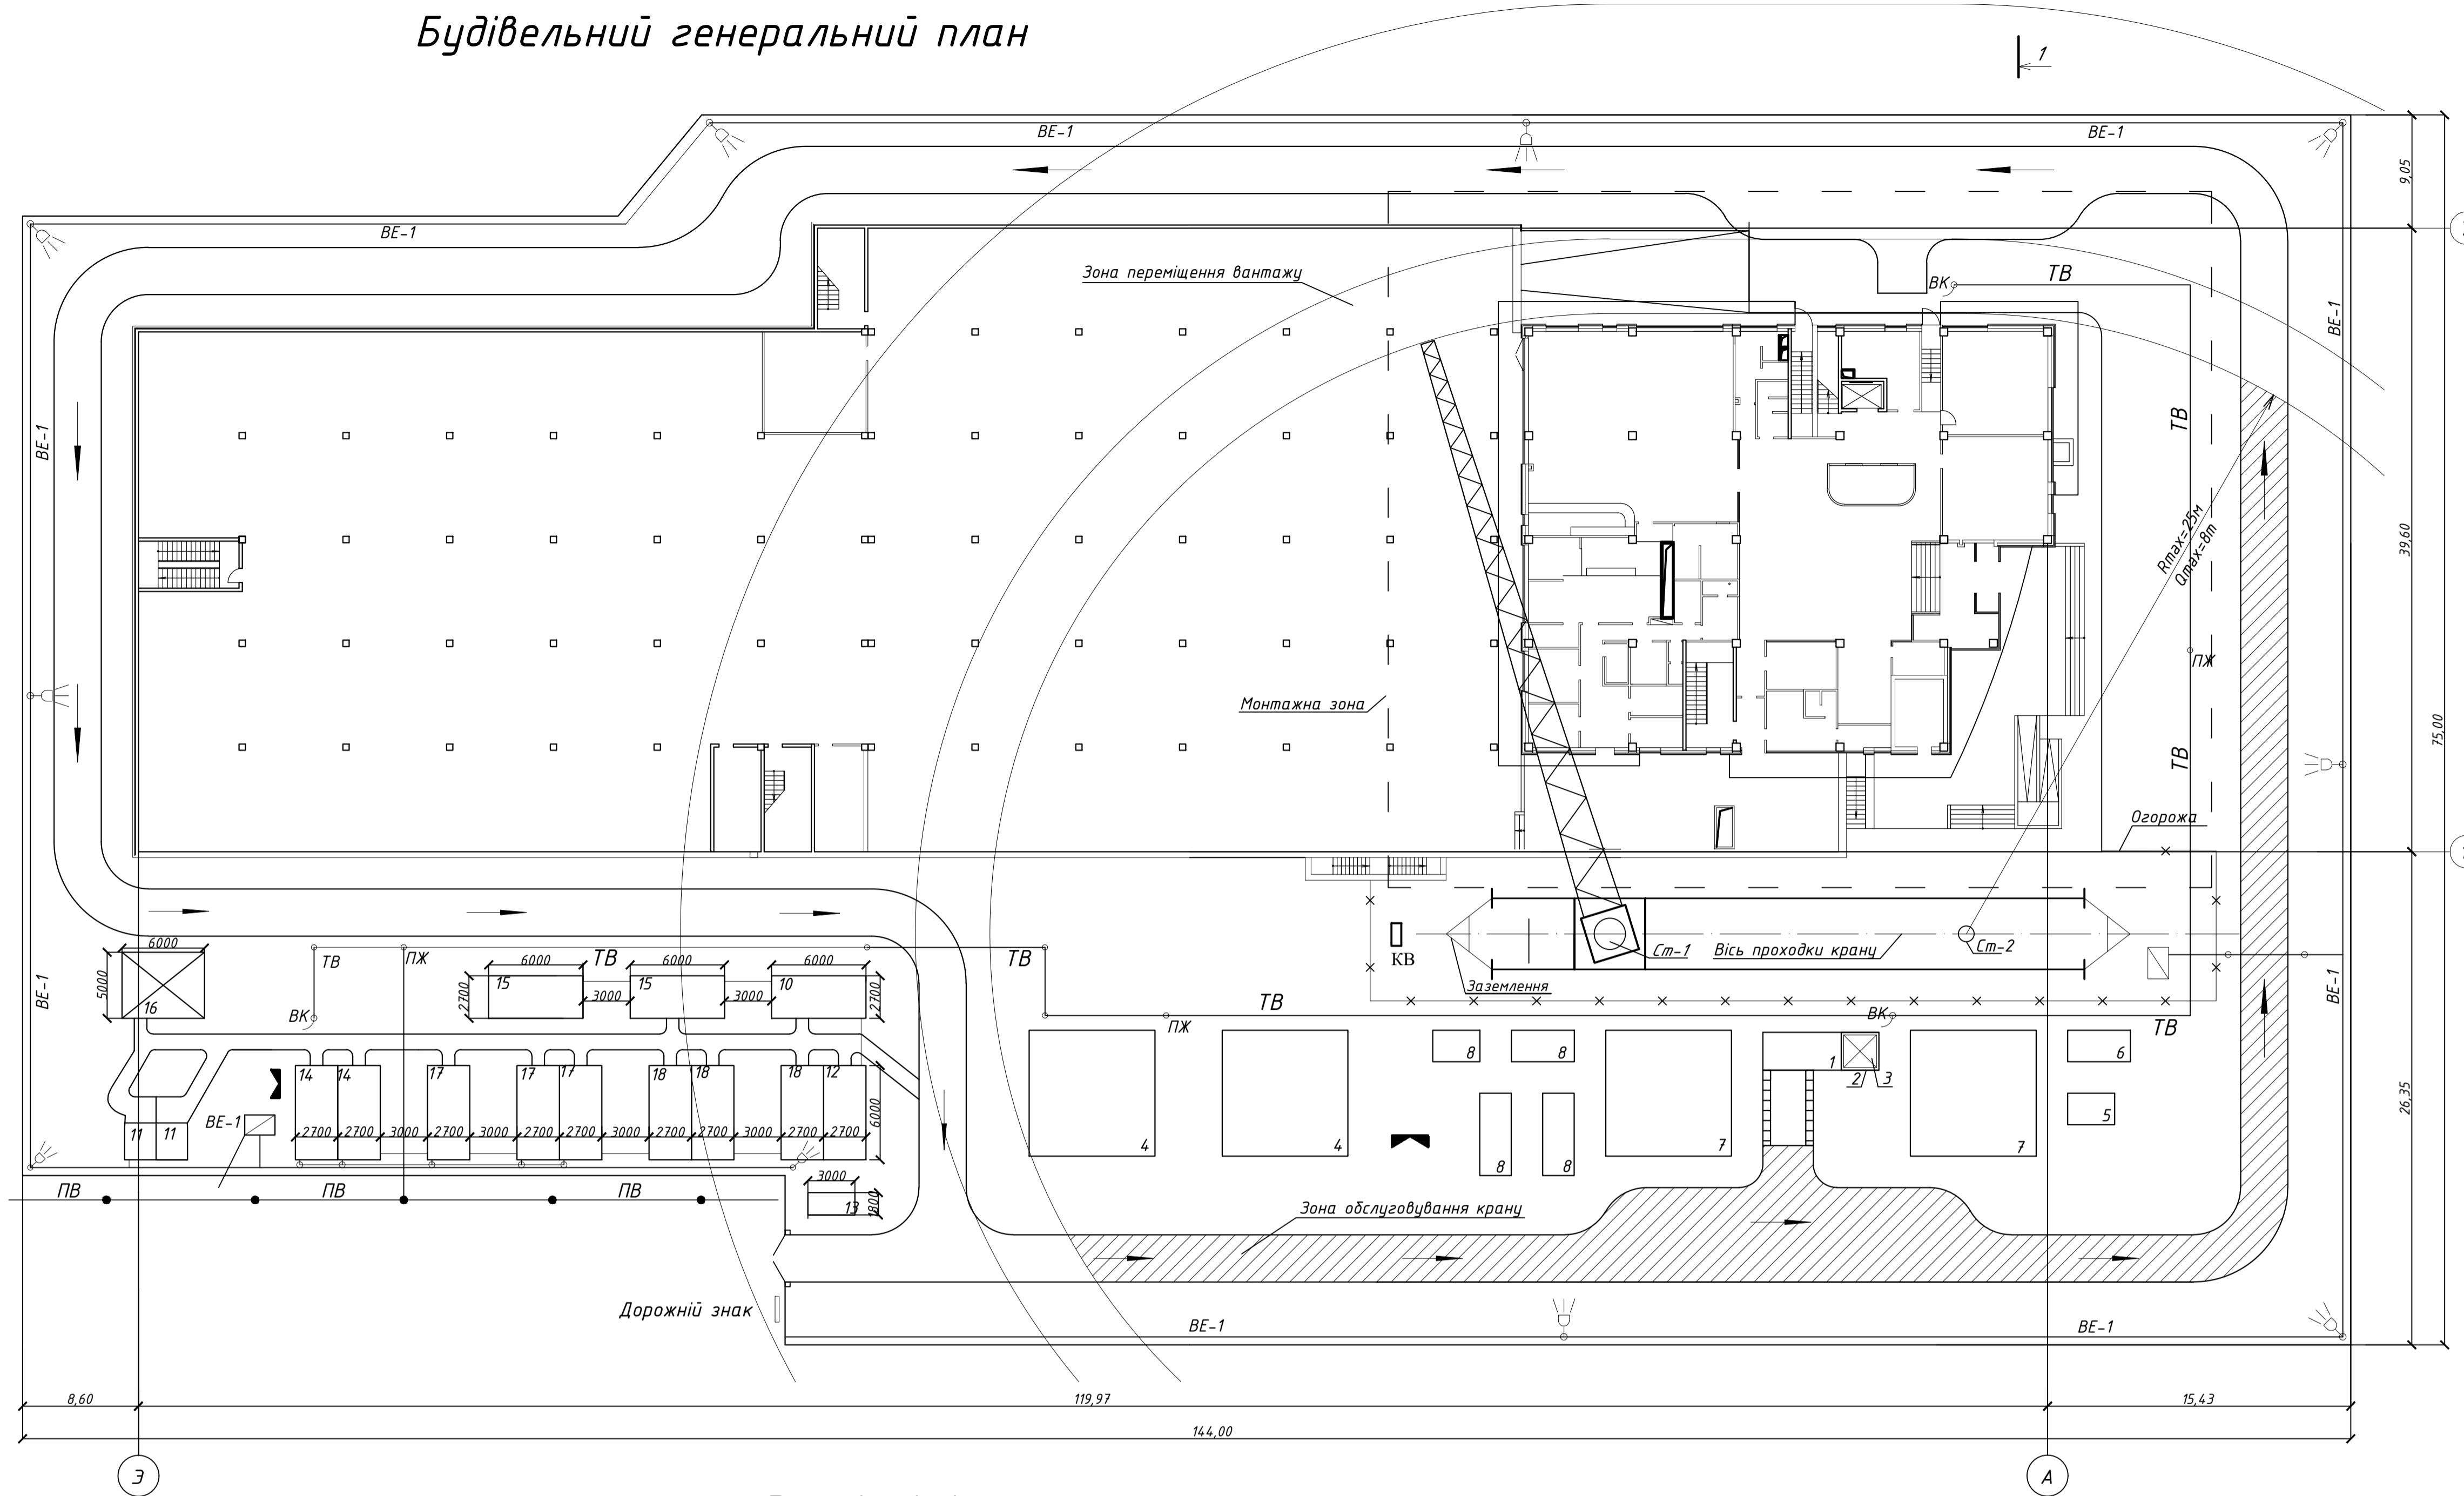 Будівельний генеральний план
1
ВЕ-1
ВЕ-1
ВЕ-1
9,05
Зона переміщення вантажу
ВК
ТВ
ВЕ-1
ВЕ-1
ТВ
39,60
Rmax=25м
Qmax=8т
ПЖ
Монтажна зона
75,00
ТВ
Огорожа
6000
ТВ
ПЖ
ТВ
6000
6000
6000
ТВ
КВ
Ст-1
Вісь проходки крану
Ст-2
5000
16
2700
15
3000
15
3000
10
2700
Заземлення
ВЕ-1
ВЕ-1
ВК
ТВ
ПЖ
ВК
ТВ
14
14
17
17
17
18
18
18
12
8
8
1
2
3
6
11
11
ВЕ-1
2700
2700
3000
2700
3000
2700
2700
3000
2700
2700
3000
2700
2700
6000
4
4
8
8
7
7
5
26,35
ПВ
ПВ
ПВ
3000
13
1800
Зона обслуговування крану
Дорожній знак
ВЕ-1
ВЕ-1
8,60
119,97
15,43
144,00
З
А